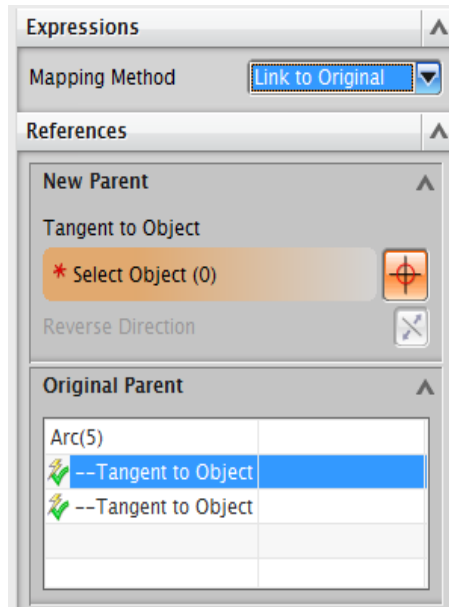 Expressions
Mapping Method Link to Original
References
New Parent
Tangent to Object
* Select Object (0)
Reverse Direction
Original Parent
Arc(5)
--Tangent to Object
--Tangent to Object